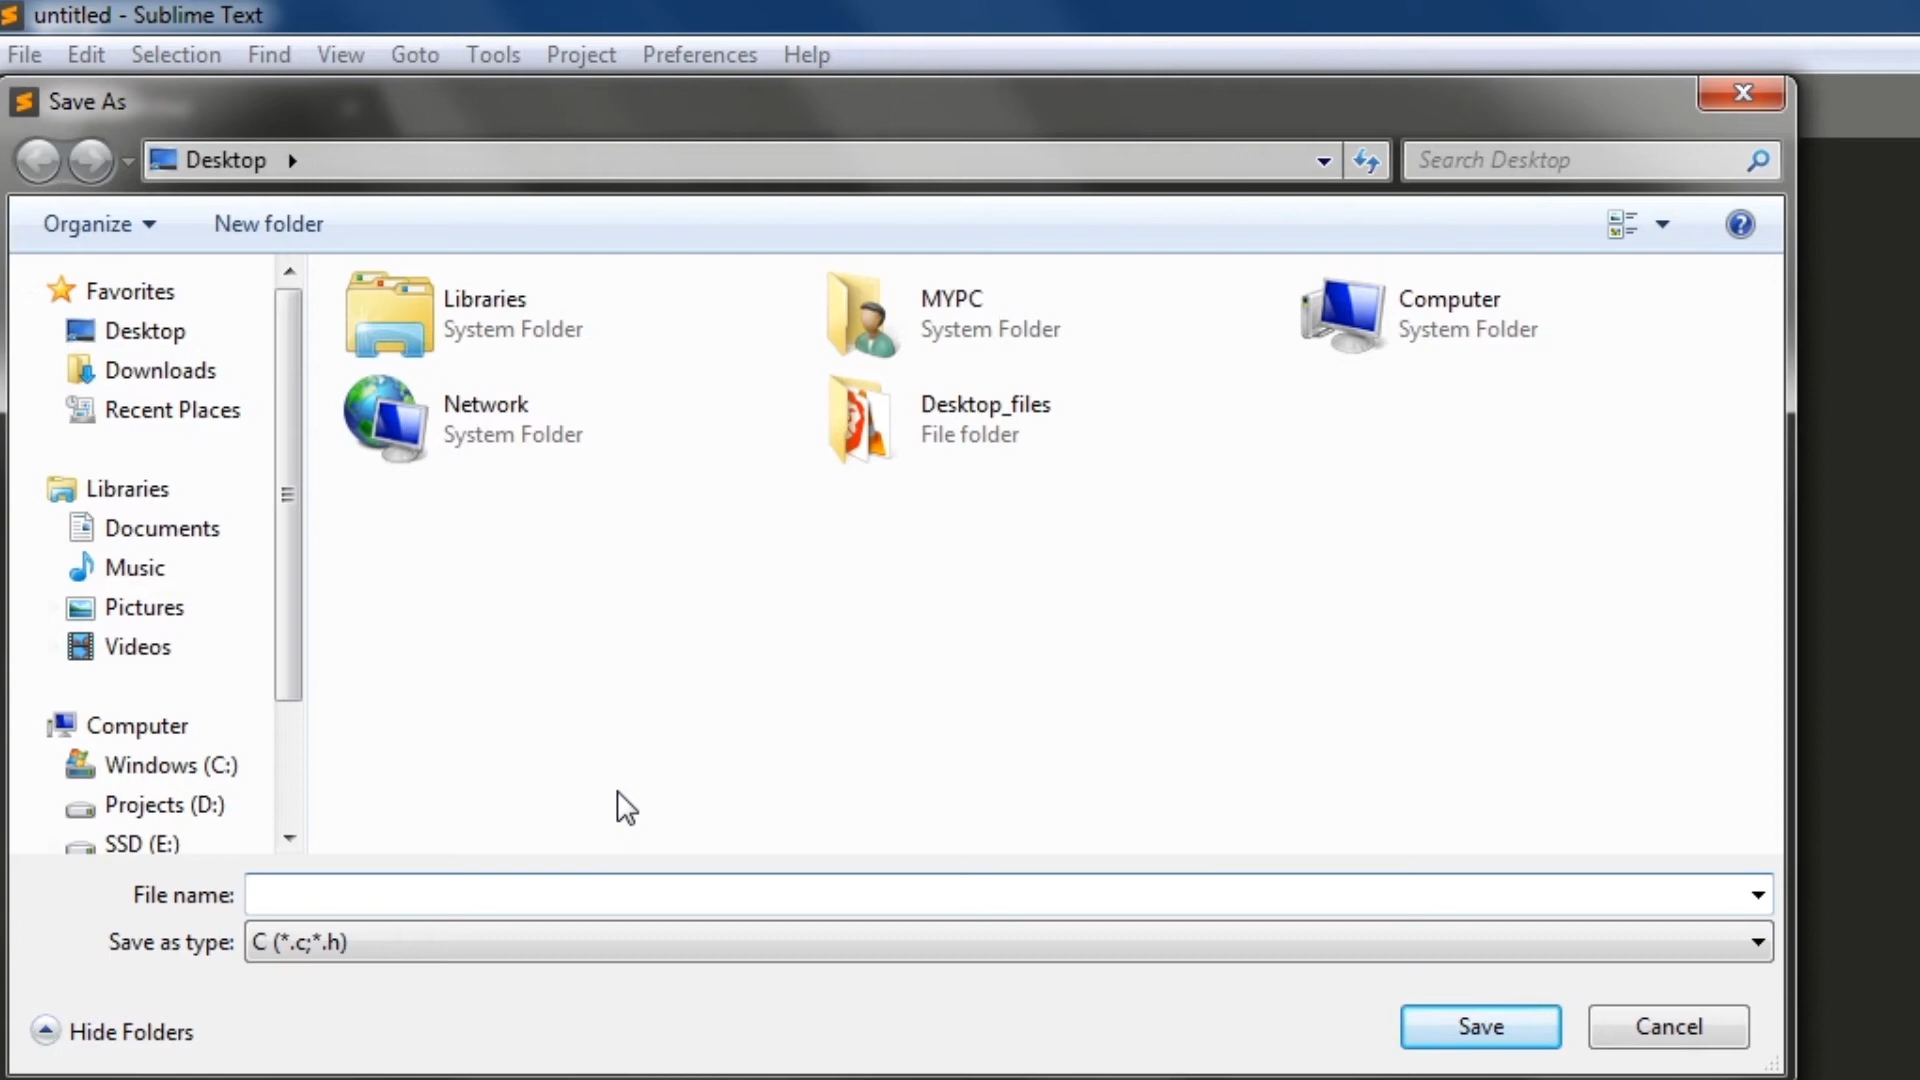 untitled - Sublime Text
File Edit Selection Find View Goto Tools Project Preferences Help
Save As
Desktop
Search Desktop
Organize New folder
Favorites
Desktop
Downloads
Recent Places
Libraries
Documents
Music
Pictures
Videos
Computer
Windows (C:)
Projects (D:)
SSD (E:)
Libraries
System Folder
MYPC
System Folder
Computer
System Folder
Network
System Folder
Desktop_files
File folder
File name:
Save as type: C (*.c;*.h)
Hide Folders
Save Cancel